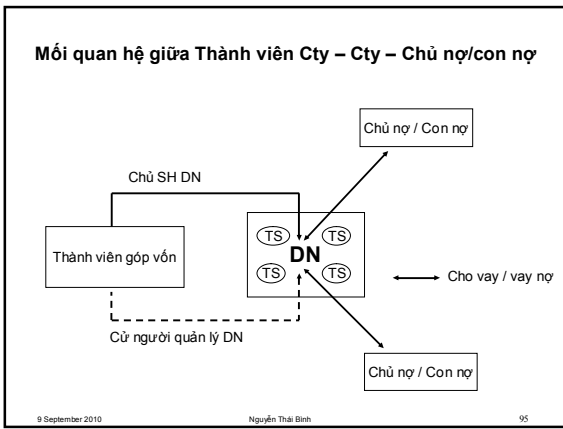 Mối quan hệ giữa Thành viên Cty – Cty – Chủ nợ/con nợ
Chủ nợ / Con nợ
Chủ SH DN
Thành viên góp vốn
TS
TS
DN
TS
TS
Cho vay / vay nợ
Cử người quản lý DN
Chủ nợ / Con nợ
9 September 2010
Nguyễn Thái Bình
95